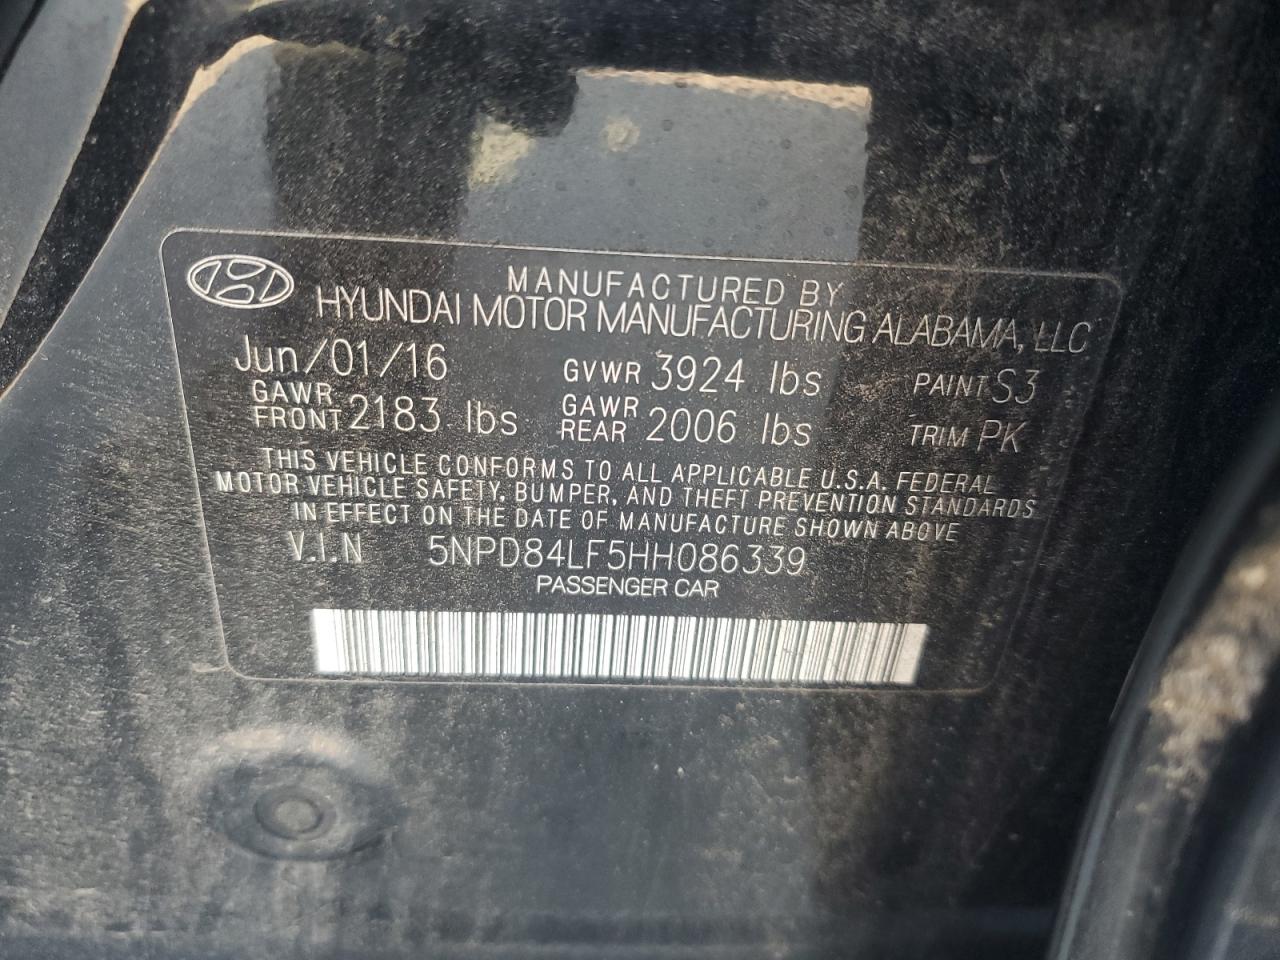 MANUFACTURED BY
HYUNDAI MOTOR MANUFACTURING ALABAMA, LLC
Jun/01/16 GVWR 3924 lbs PAINT S3
GAWR FRONT 2183 lbs GAWR REAR 2006 lbs TRIM PK
THIS VEHICLE CONFORMS TO ALL APPLICABLE U.S.A. FEDERAL
MOTOR VEHICLE SAFETY, BUMPER, AND THEFT PREVENTION STANDARDS
IN EFFECT ON THE DATE OF MANUFACTURE SHOWN ABOVE
V.I.N 5NPD84LF5HH086339
PASSENGER CAR